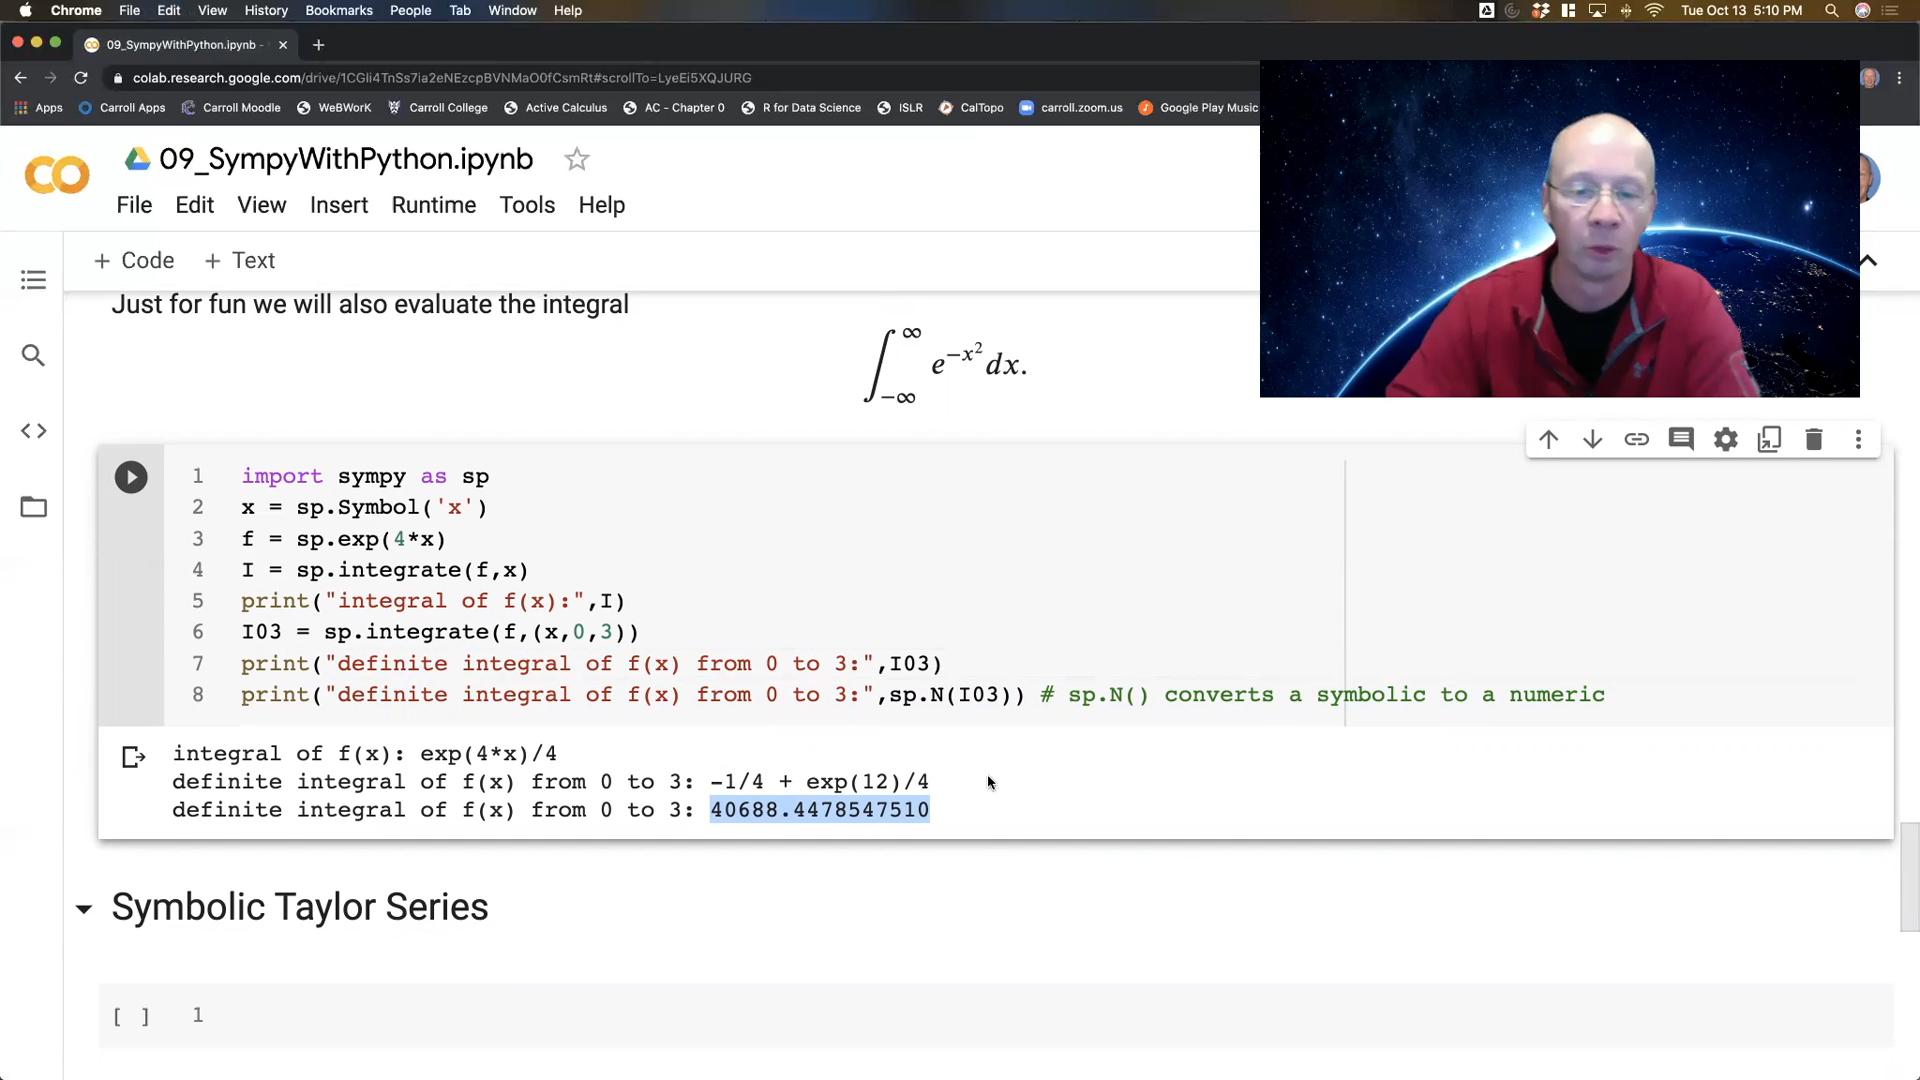 Chrome File Edit View History Bookmarks People Tab Window Help Tue Oct 13 5:10 PM
09_SympyWithPython.ipynb -
colab.research.google.com/drive/1CGli4TnSs7ia2eNEzcpBVNMaO0fCsmRt#scrollTo=LyeEi5XQJURG
Apps Carroll Apps Carroll Moodle WeBWorK Carroll College Active Calculus AC - Chapter 0 R for Data Science ISLR CalTopo carroll.zoom.us Google Play Music
CO 09_SympyWithPython.ipynb
File Edit View Insert Runtime Tools Help
+ Code + Text
Just for fun we will also evaluate the integral
∫_{-∞}^{∞} e^{-x^2} dx.
1 import sympy as sp
2 x = sp.Symbol('x')
3 f = sp.exp(4*x)
4 I = sp.integrate(f,x)
5 print("integral of f(x):",I)
6 I03 = sp.integrate(f,(x,0,3))
7 print("definite integral of f(x) from 0 to 3:",I03)
8 print("definite integral of f(x) from 0 to 3:",sp.N(I03)) # sp.N() converts a symbolic to a numeric
integral of f(x): exp(4*x)/4
definite integral of f(x) from 0 to 3: -1/4 + exp(12)/4
definite integral of f(x) from 0 to 3: 40688.4478547510
Symbolic Taylor Series
[ ] 1